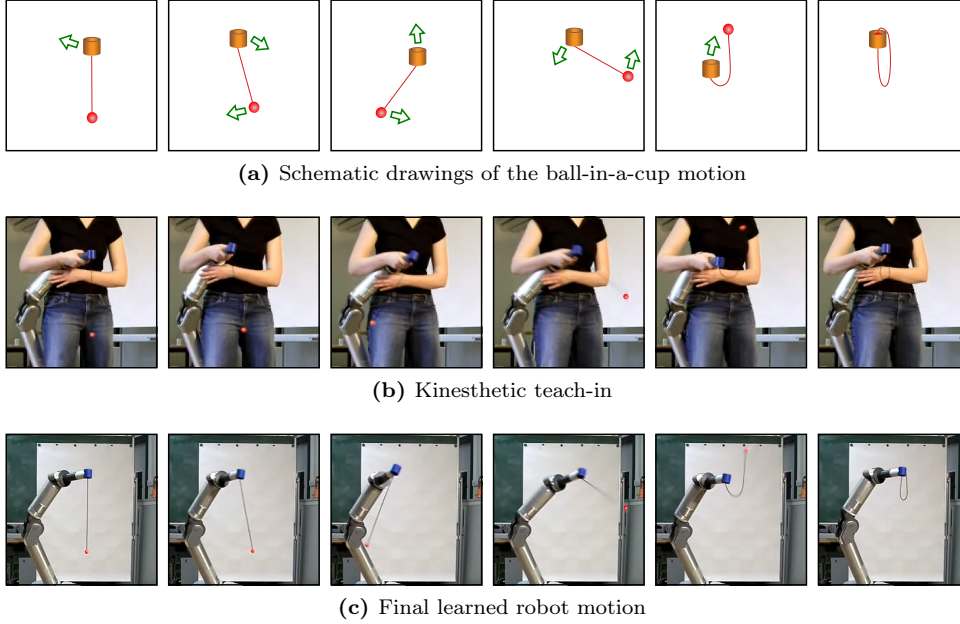 (a) Schematic drawings of the ball-in-a-cup motion
(b) Kinesthetic teach-in
(c) Final learned robot motion